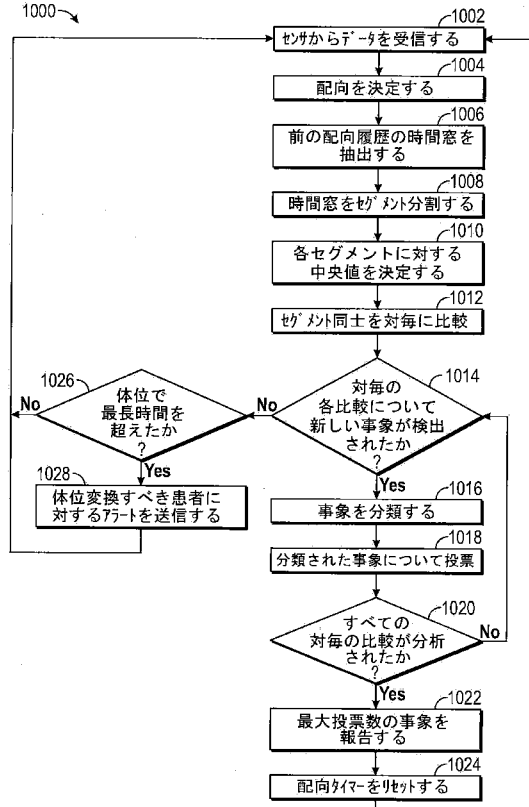 1000
1002
センサからデータを受信する
1004
配向を決定する
1006
前の配向履歴の時間窓を
抽出する
1008
時間窓をセグメント分割する
1010
各セグメントに対する
中央値を決定する
1012
セグメント同士を対毎に比較
1014
対毎の
各比較について
新しい事象が検出
されたか
?
No
Yes
1026
体位で
最長時間を
超えたか
?
No
Yes
1028
体位変換すべき患者に
対するアラートを送信する
1016
事象を分類する
1018
分類された事象について投票
1020
すべての
対毎の比較が分析
されたか
?
No
Yes
1022
最大投票数の事象を
報告する
1024
配向タイマーをリセットする